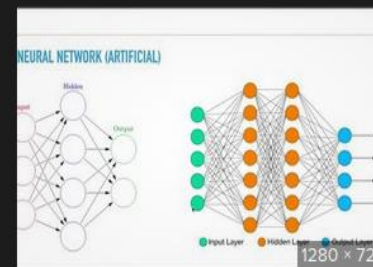 NEURAL NETWORK (ARTIFICIAL)
Hidden
Output
Input Layer
Hidden Layer
Output Layer
1280 × 72